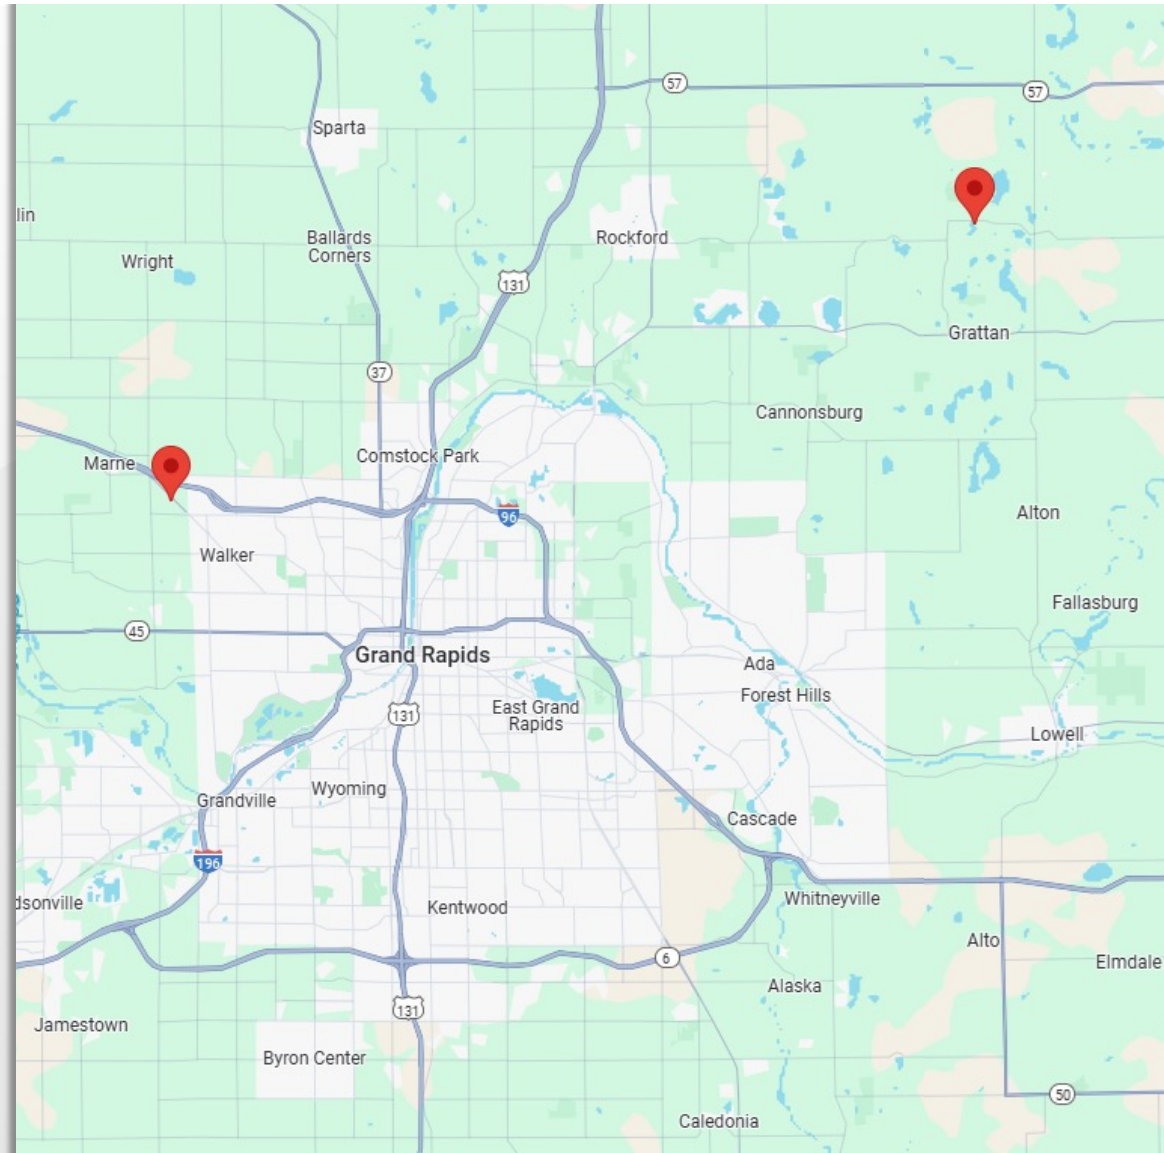 57
57
Sparta
lin
Ballards
Corners
Rockford
Wright
131
Grattan
37
Cannonsburg
Comstock Park
Marne
96
Alton
Walker
Fallasburg
45
Grand Rapids
Ada
Forest Hills
East Grand
Rapids
131
Lowell
Wyoming
Grandville
Cascade
196
dsonville
Whitneyville
Kentwood
Alto
6
Elmdale
Alaska
131
Jamestown
Byron Center
50
Caledonia